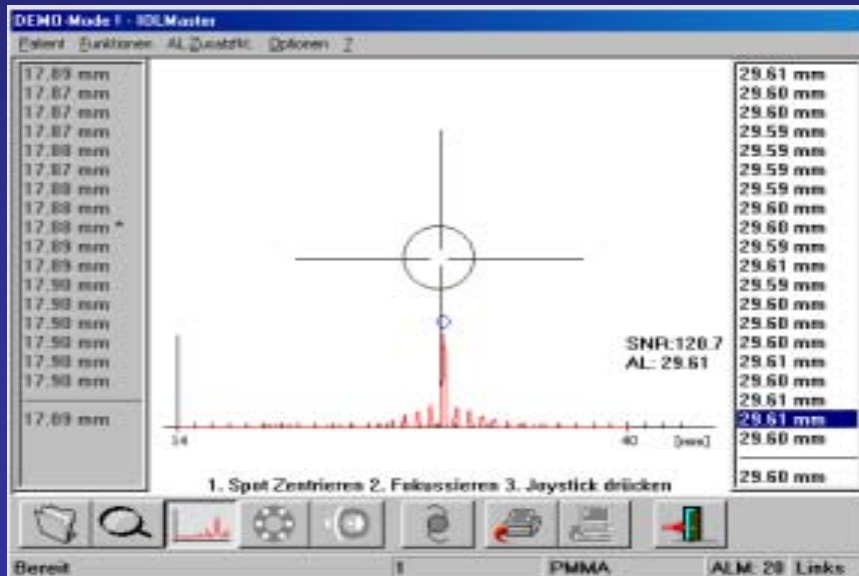 DEMO-Mode ! - IOLMaster
Patient Funktionen AL Zusatzfkt. Optionen ?
17.89 mm
17.87 mm
17.87 mm
17.87 mm
17.88 mm
17.87 mm
17.88 mm
17.88 mm
17.88 mm *
17.89 mm
17.89 mm
17.90 mm
17.90 mm
17.90 mm
17.90 mm
17.90 mm
17.90 mm
17.89 mm
SNR:120.7
AL: 29.61
14 40 [mm]
1. Spot Zentrieren 2. Fokussieren 3. Joystick drücken
29.61 mm
29.60 mm
29.60 mm
29.59 mm
29.59 mm
29.59 mm
29.59 mm
29.60 mm
29.60 mm
29.59 mm
29.61 mm
29.59 mm
29.60 mm
29.60 mm
29.60 mm
29.61 mm
29.60 mm
29.61 mm
29.61 mm
29.60 mm
29.60 mm
Bereit 1 PMMA ALM: 20 Links